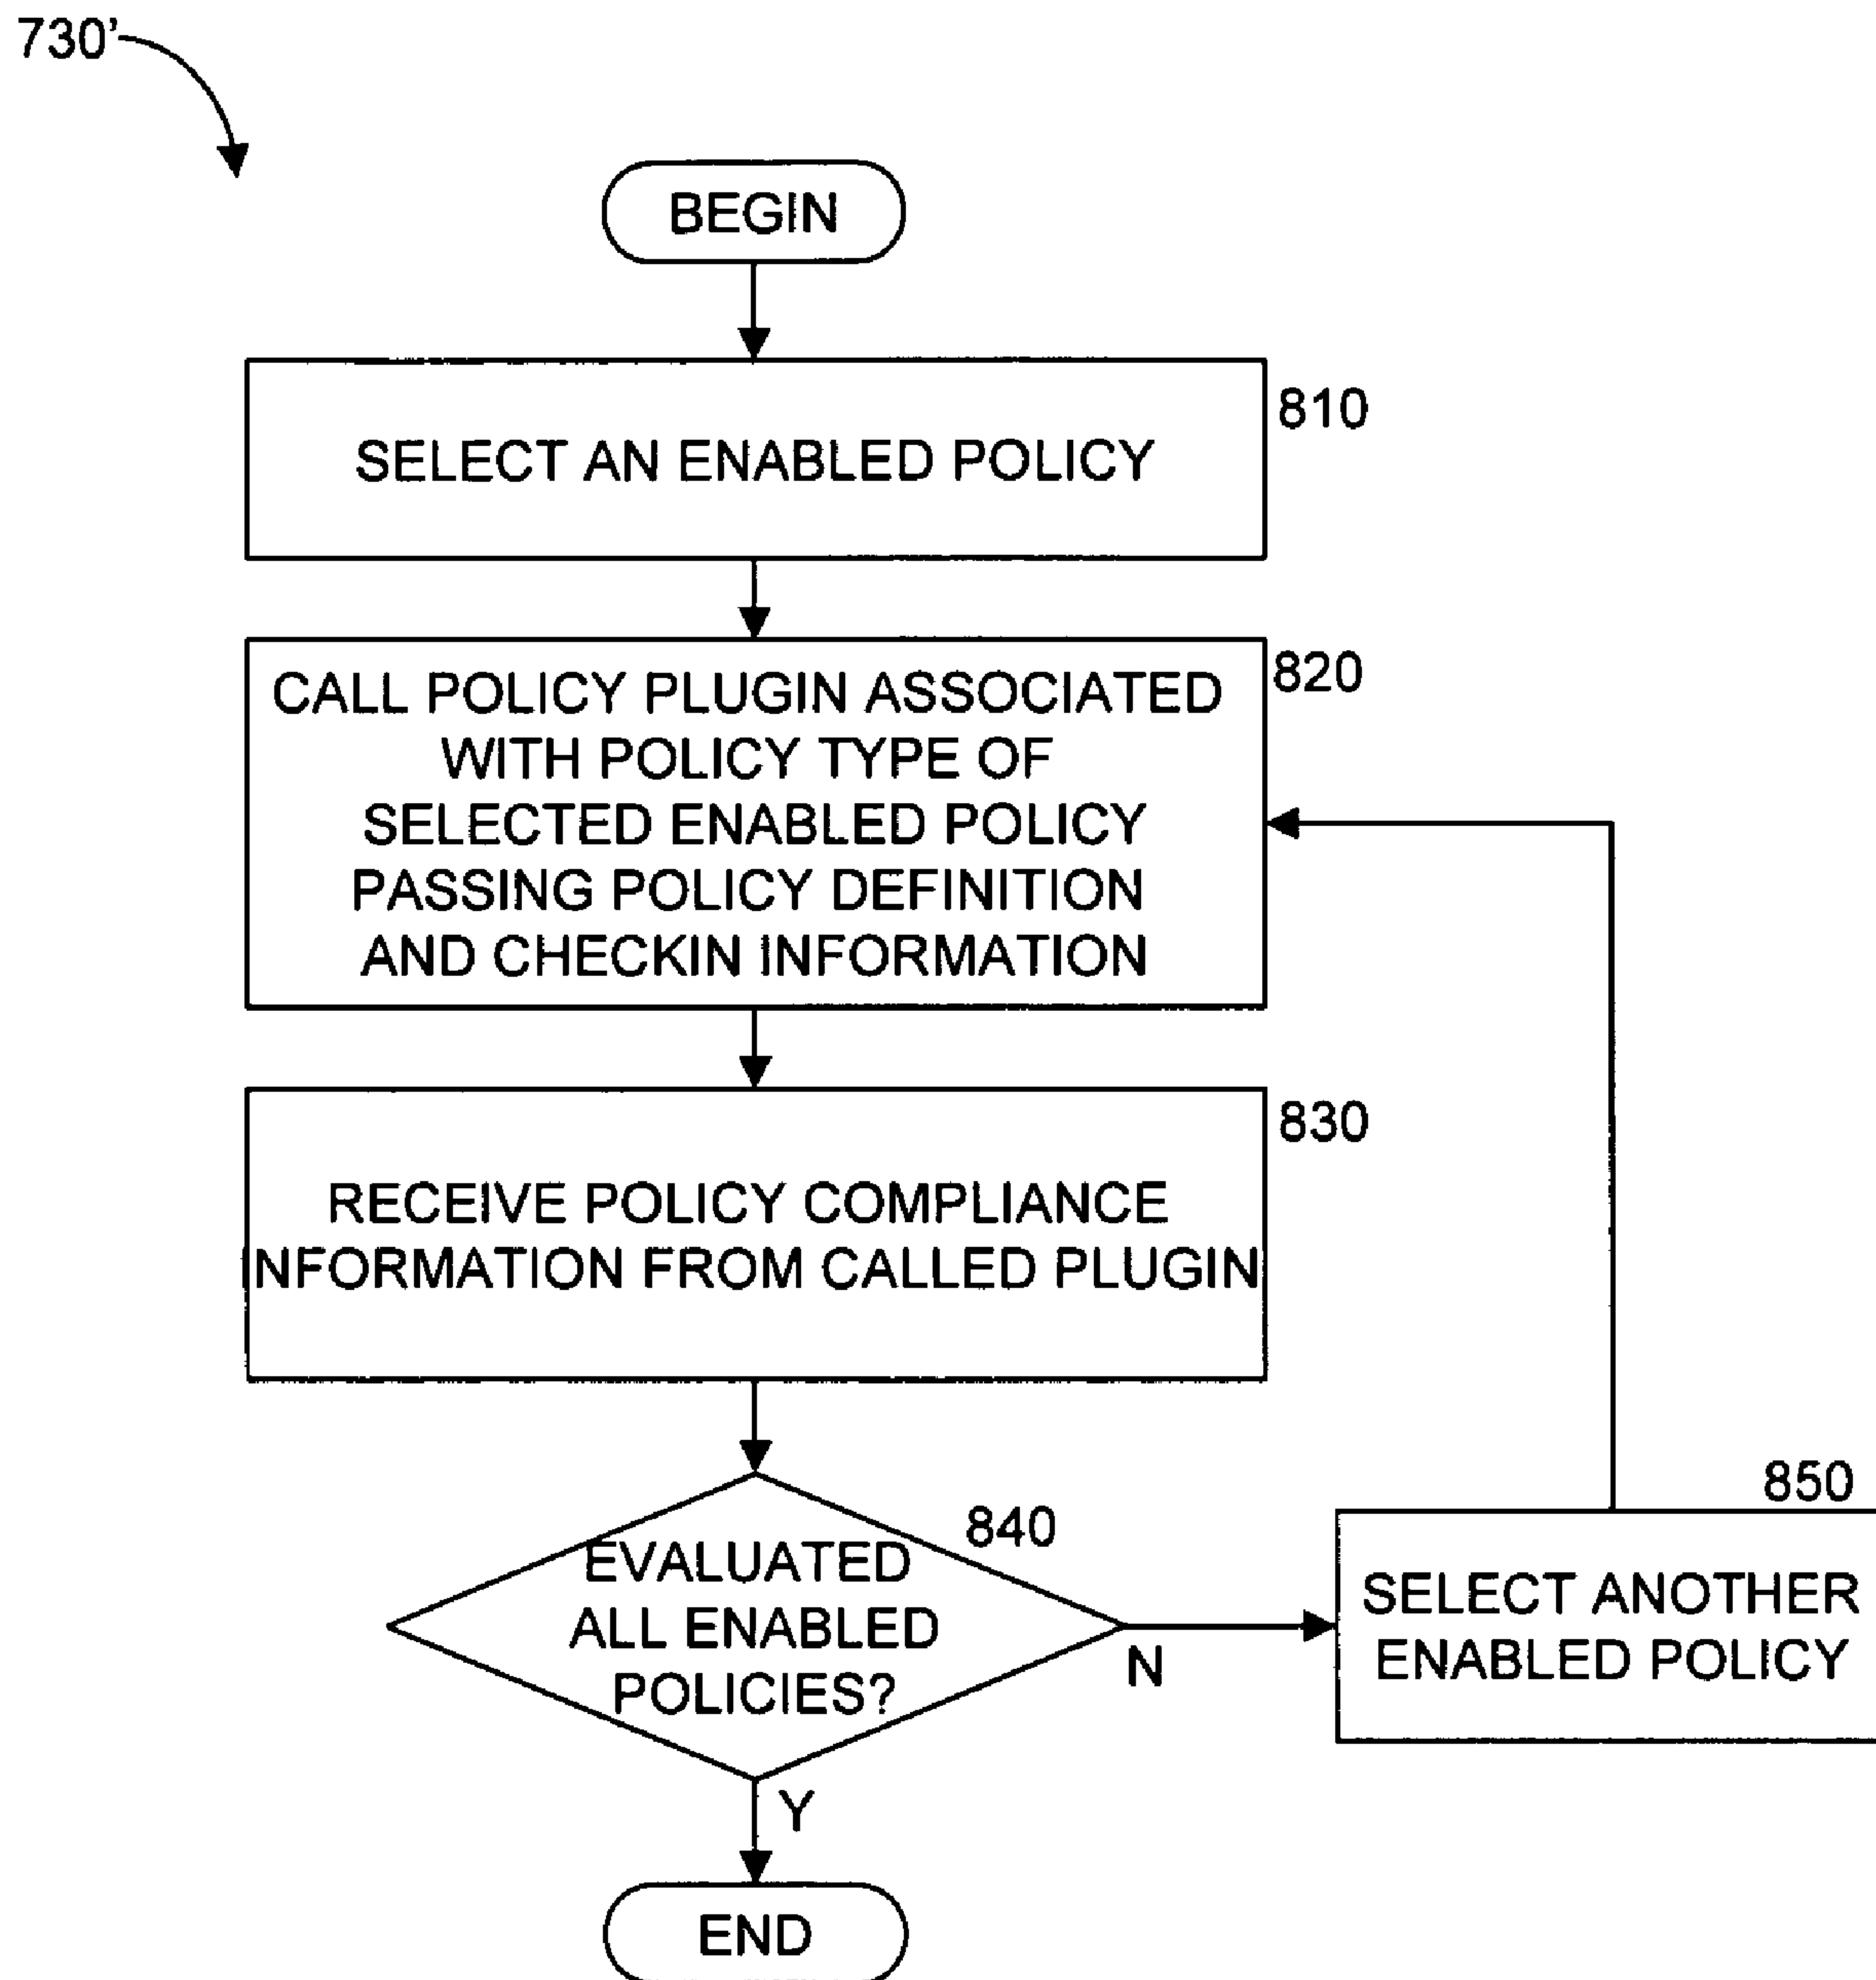 730'
BEGIN
810
SELECT AN ENABLED POLICY
820
CALL POLICY PLUGIN ASSOCIATED
WITH POLICY TYPE OF
SELECTED ENABLED POLICY
PASSING POLICY DEFINITION
AND CHECKIN INFORMATION
830
RECEIVE POLICY COMPLIANCE
INFORMATION FROM CALLED PLUGIN
840
EVALUATED
ALL ENABLED
POLICIES?
N
850
SELECT ANOTHER
ENABLED POLICY
Y
END